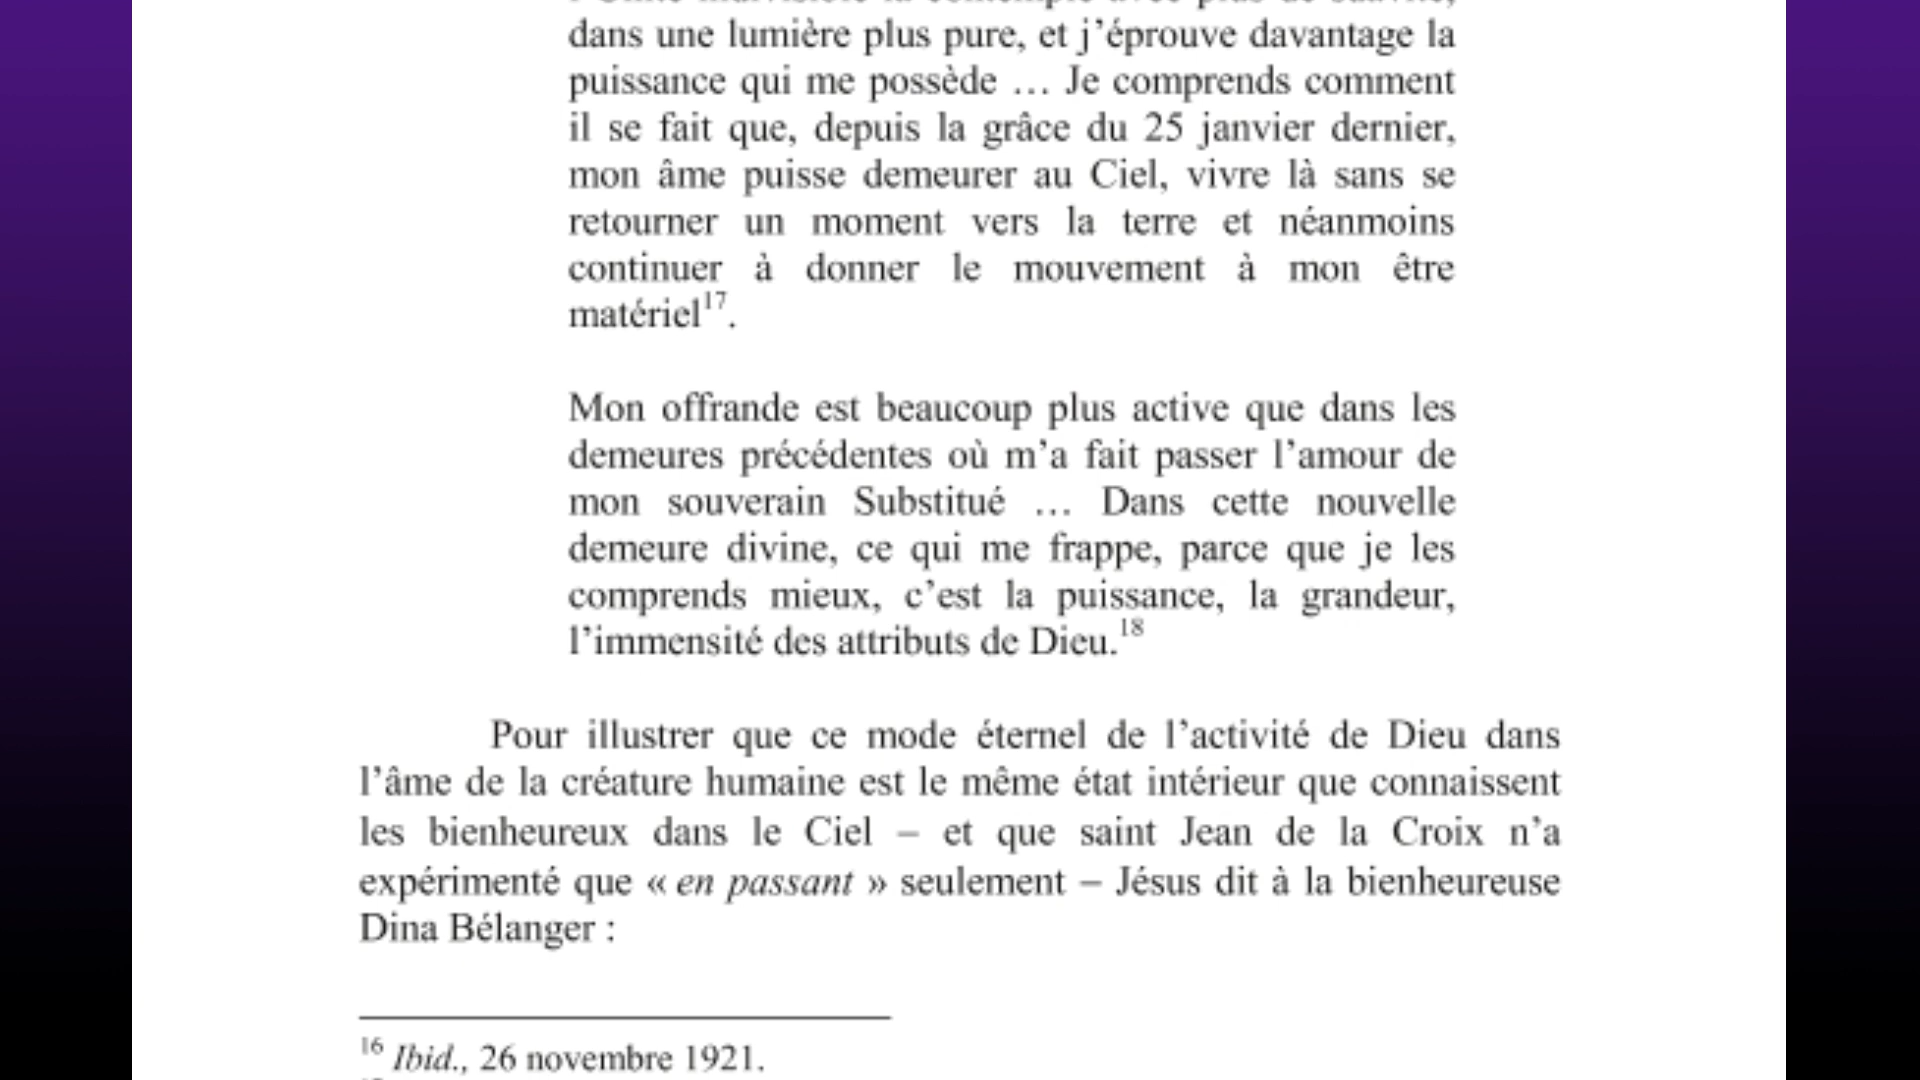 dans une lumière plus pure, et j’éprouve davantage la
puissance qui me possède … Je comprends comment
il se fait que, depuis la grâce du 25 janvier dernier,
mon âme puisse demeurer au Ciel, vivre là sans se
retourner un moment vers la terre et néanmoins
continuer à donner le mouvement à mon être
matériel17.
Mon offrande est beaucoup plus active que dans les
demeures précédentes où m’a fait passer l’amour de
mon souverain Substitué … Dans cette nouvelle
demeure divine, ce qui me frappe, parce que je les
comprends mieux, c’est la puissance, la grandeur,
l’immensité des attributs de Dieu.18
Pour illustrer que ce mode éternel de l’activité de Dieu dans
l’âme de la créature humaine est le même état intérieur que connaissent
les bienheureux dans le Ciel – et que saint Jean de la Croix n’a
expérimenté que « en passant » seulement – Jésus dit à la bienheureuse
Dina Bélanger :
16 Ibid., 26 novembre 1921.